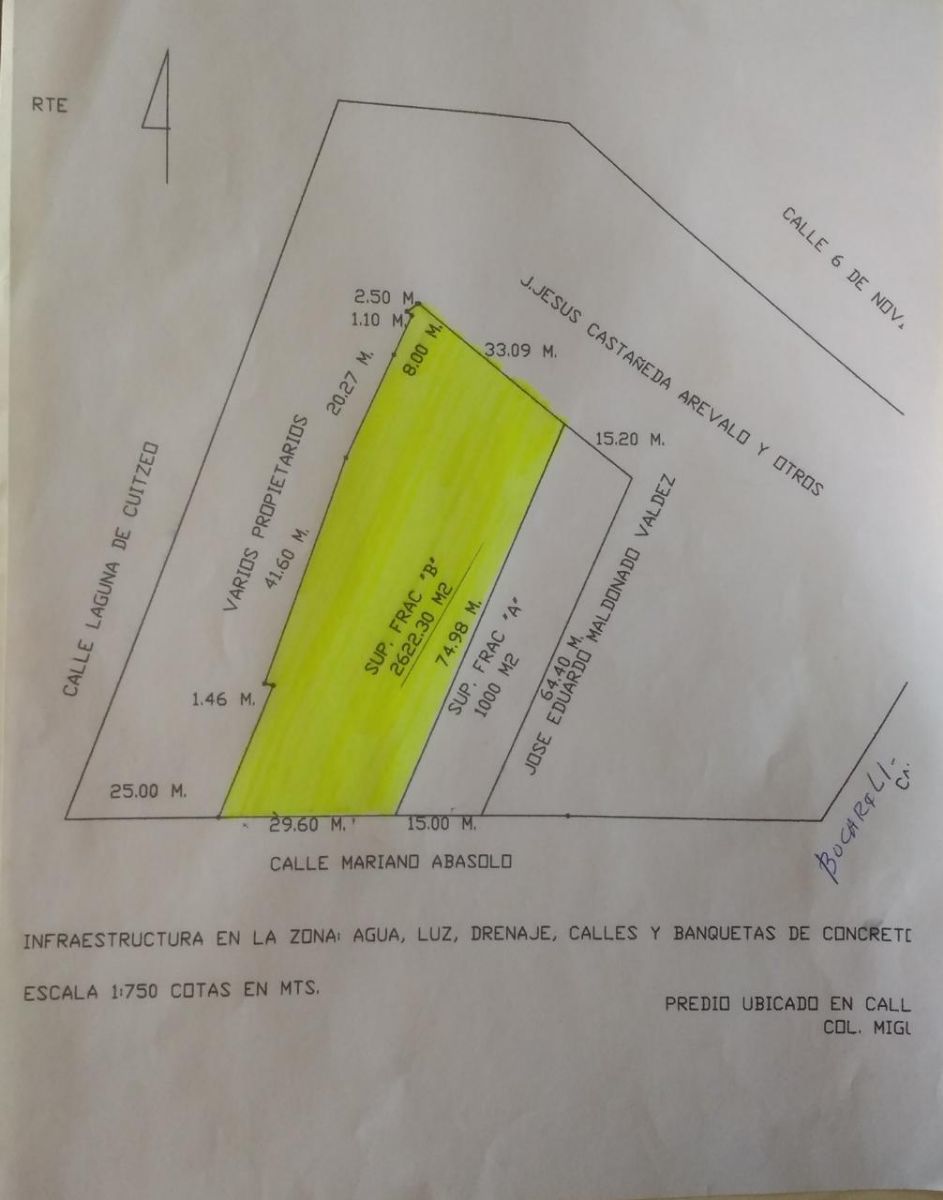 RTE
CALLE 6 DE NOV.
J.JESUS CASTAÑEDA AREVALO Y OTROS
2.50 M.
1.10 M.
8.00 M.
33.09 M.
20.27 M.
15.20 M.
VARIOS PROPIETARIOS
CALLE LAGUNA DE CUITZEO
41.60 M.
SUP. FRAC "B"
2622.30 M2
74.98 M.
SUP. FRAC "A"
1000 M2
64.40 M.
JOSE EDUARDO MALDONADO VALDEZ
1.46 M.
25.00 M.
29.60 M.
15.00 M.
CALLE MARIANO ABASOLO
INFRAESTRUCTURA EN LA ZONA: AGUA, LUZ, DRENAJE, CALLES Y BANQUETAS DE CONCRETO
ESCALA 1:750 COTAS EN MTS.
PREDIO UBICADO EN CALL
COL. MIGU